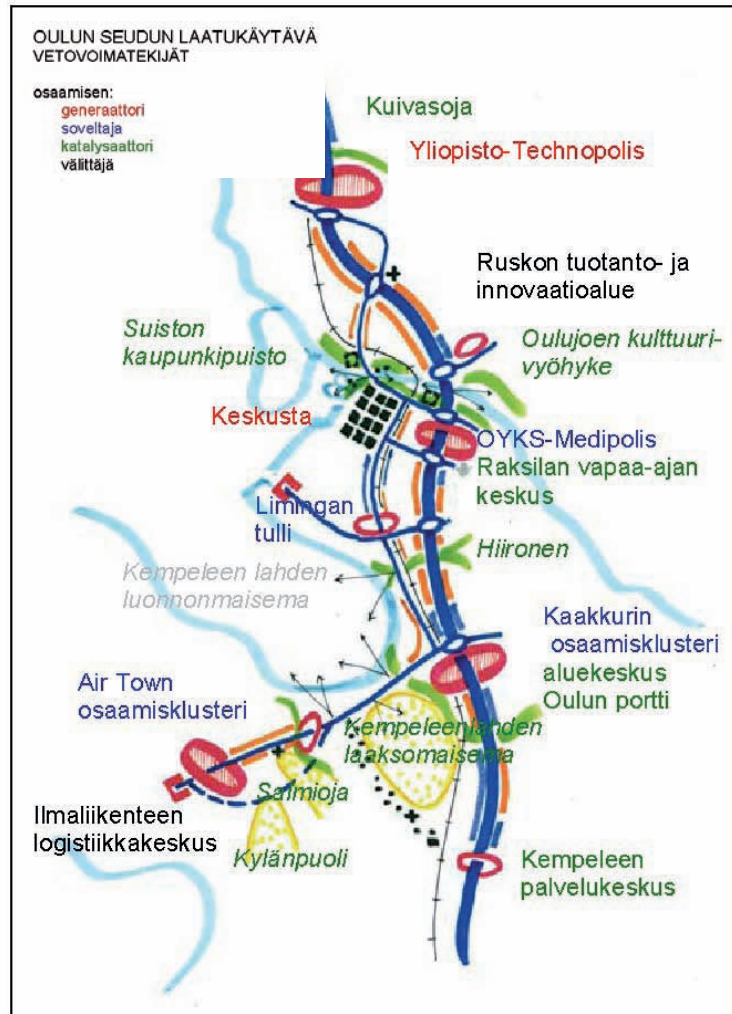 OULUN SEUDUN LAATUKÄYTÄVÄ
VETOVOIMATEKIJÄT
osaamisen:
generaattori
soveltaja
katalysaattori
välittäjä
Kuivasoja
Yliopisto-Technopolis
Ruskon tuotanto- ja
innovaatioalue
Suiston
kaupunkipuisto
Oulujoen kulttuuri-
vyöhyke
Keskusta
OYKS-Medipolis
Raksilan vapaa-ajan
keskus
Limingan
tulli
Hiironen
Kempeleen lahden
luonnonmaisema
Kaakkurin
osaamisklusteri
aluekeskus
Oulun portti
Air Town
osaamisklusteri
Kempeleenlahden
laaksomaisema
Salmioja
Ilmaliikenteen
logistiikkakeskus
Kylänpuoli
Kempeleen
palvelukeskus